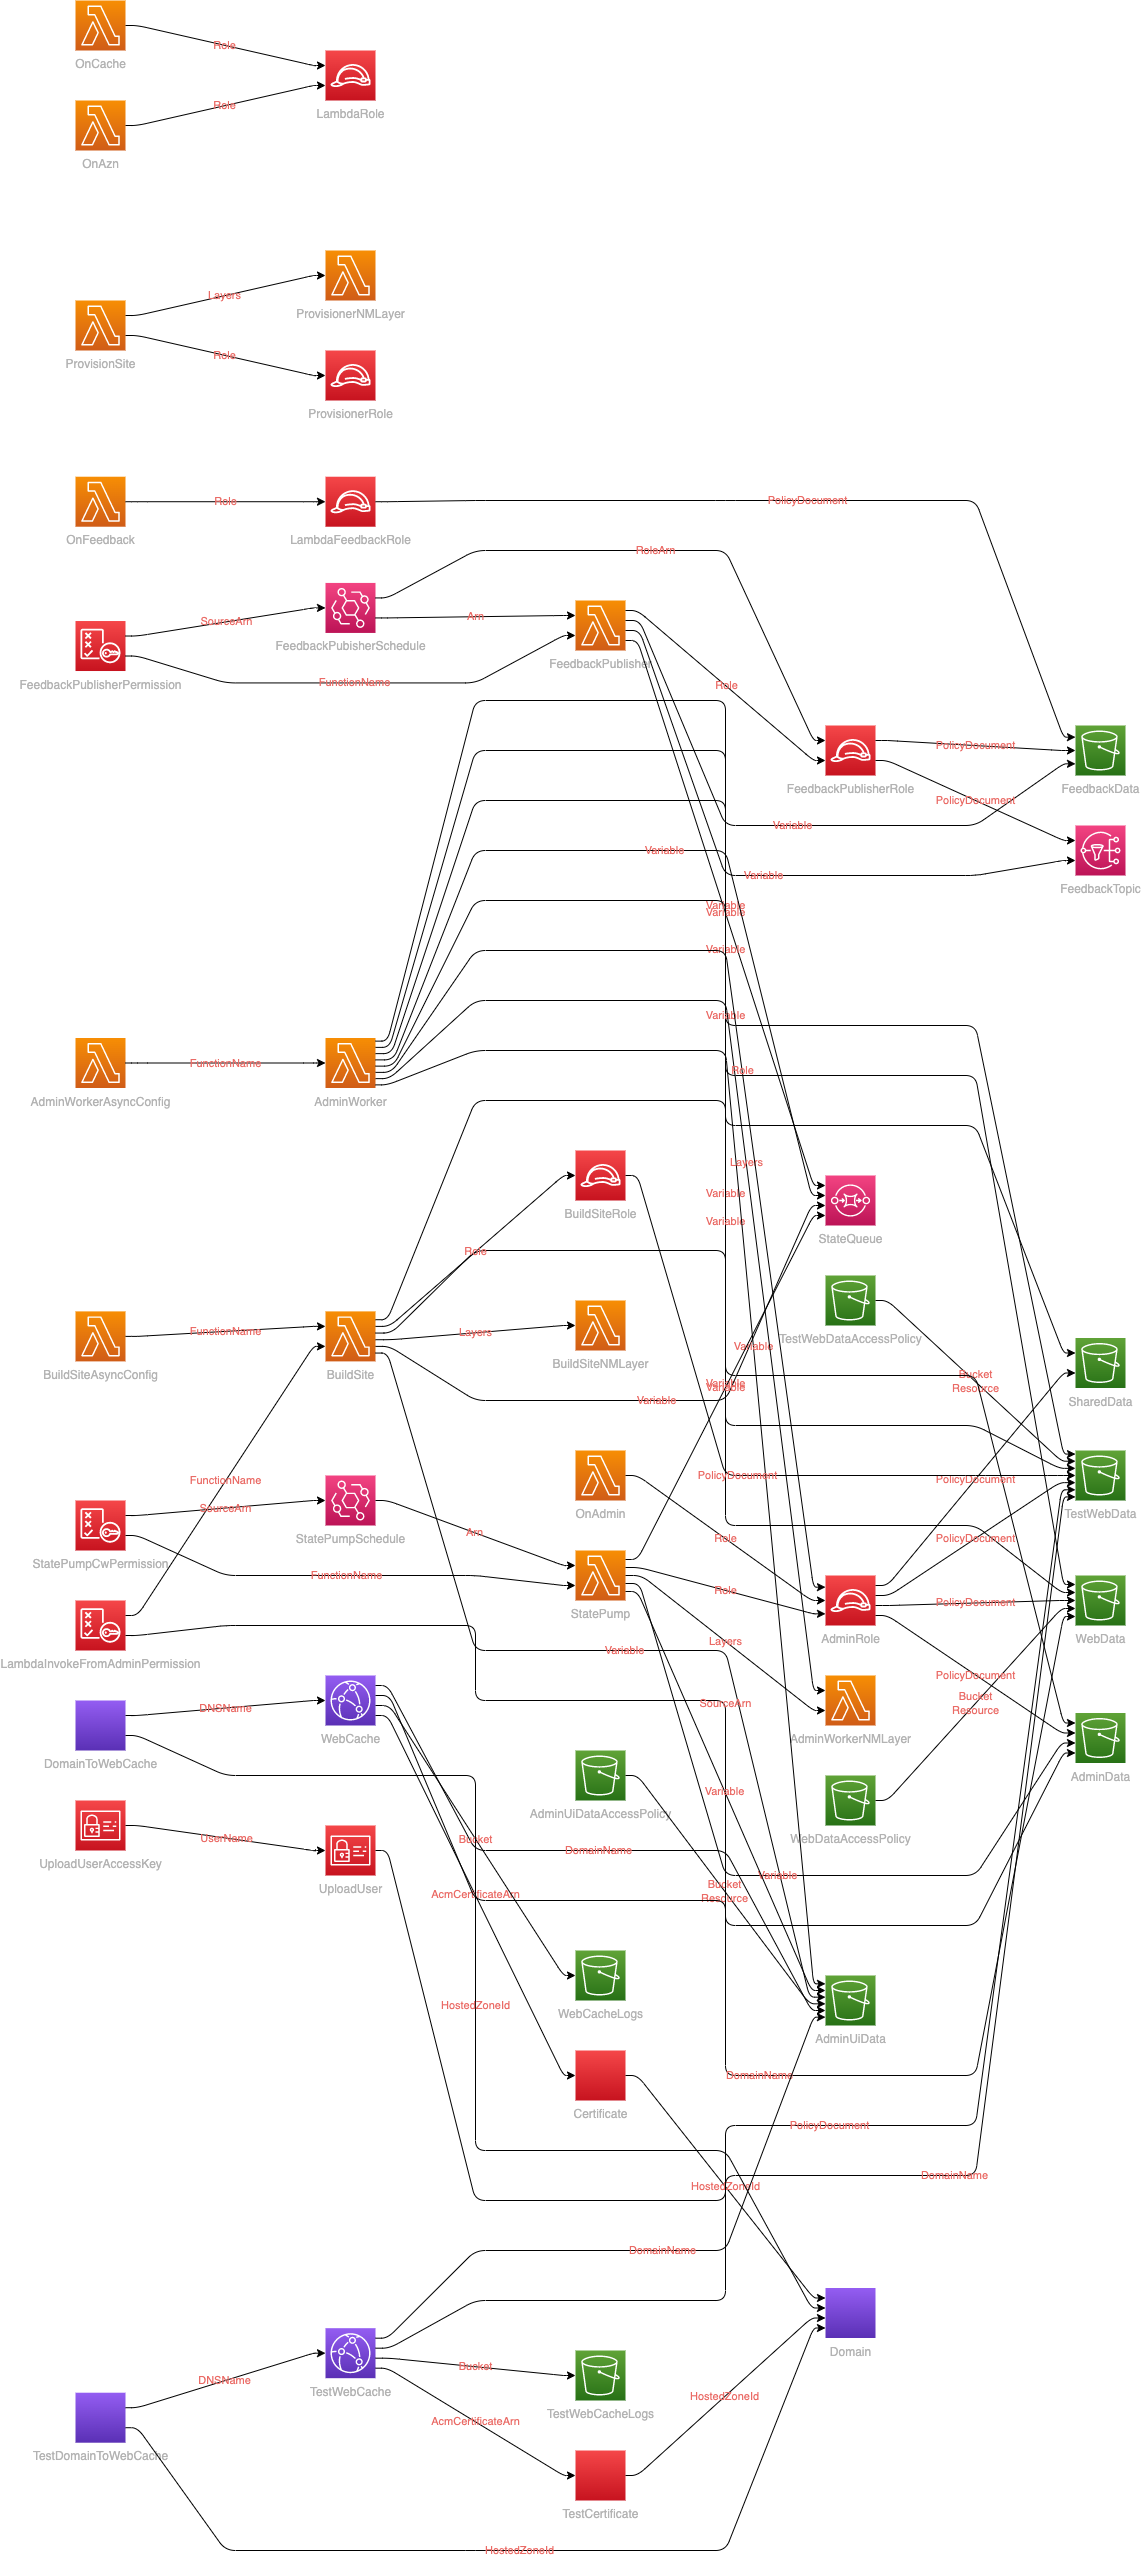 OnCache
Role
LambdaRole
Role
OnAzn
Layers
ProvisionerNMLayer
ProvisionSite
Role
ProvisionerRole
OnFeedback
Role
LambdaFeedbackRole
PolicyDocument
RoleArn
SourceArn
FeedbackPubisherSchedule
Arn
FeedbackPublisher
FeedbackPublisherPermission
FunctionName
Role
FeedbackPublisherRole
PolicyDocument
FeedbackData
PolicyDocument
Variable
Variable
FeedbackTopic
Variable
Variable
Variable
Variable
Variable
AdminWorkerAsyncConfig
FunctionName
AdminWorker
Role
Layers
BuildSiteRole
Variable
Variable
StateQueue
Role
TestWebDataAccessPolicy
BuildSiteAsyncConfig
FunctionName
BuildSite
Layers
BuildSiteNMLayer
Variable
Variable
Variable
Variable
Bucket
Resource
SharedData
FunctionName
SourceArn
StatePumpCwPermission
StatePumpSchedule
Arn
FunctionName
OnAdmin
PolicyDocument
PolicyDocument
TestWebData
Role
PolicyDocument
StatePump
Role
AdminRole
PolicyDocument
WebData
LambdaInvokeFromAdminPermission
Variable
Layers
PolicyDocument
Bucket
Resource
SourceArn
DNSName
WebCache
DomainToWebCache
AdminWorkerNMLayer
AdminData
AdminUiDataAccessPolicy
Variable
WebDataAccessPolicy
UploadUserAccessKey
UserName
UploadUser
Bucket
DomainName
Variable
Bucket
Resource
AcmCertificateArn
HostedZoneId
WebCacheLogs
AdminUiData
Certificate
DomainName
PolicyDocument
DomainName
HostedZoneId
DomainName
Domain
DNSName
TestWebCache
Bucket
TestWebCacheLogs
HostedZoneId
AcmCertificateArn
TestDomainToWebCache
TestCertificate
HostedZoneId